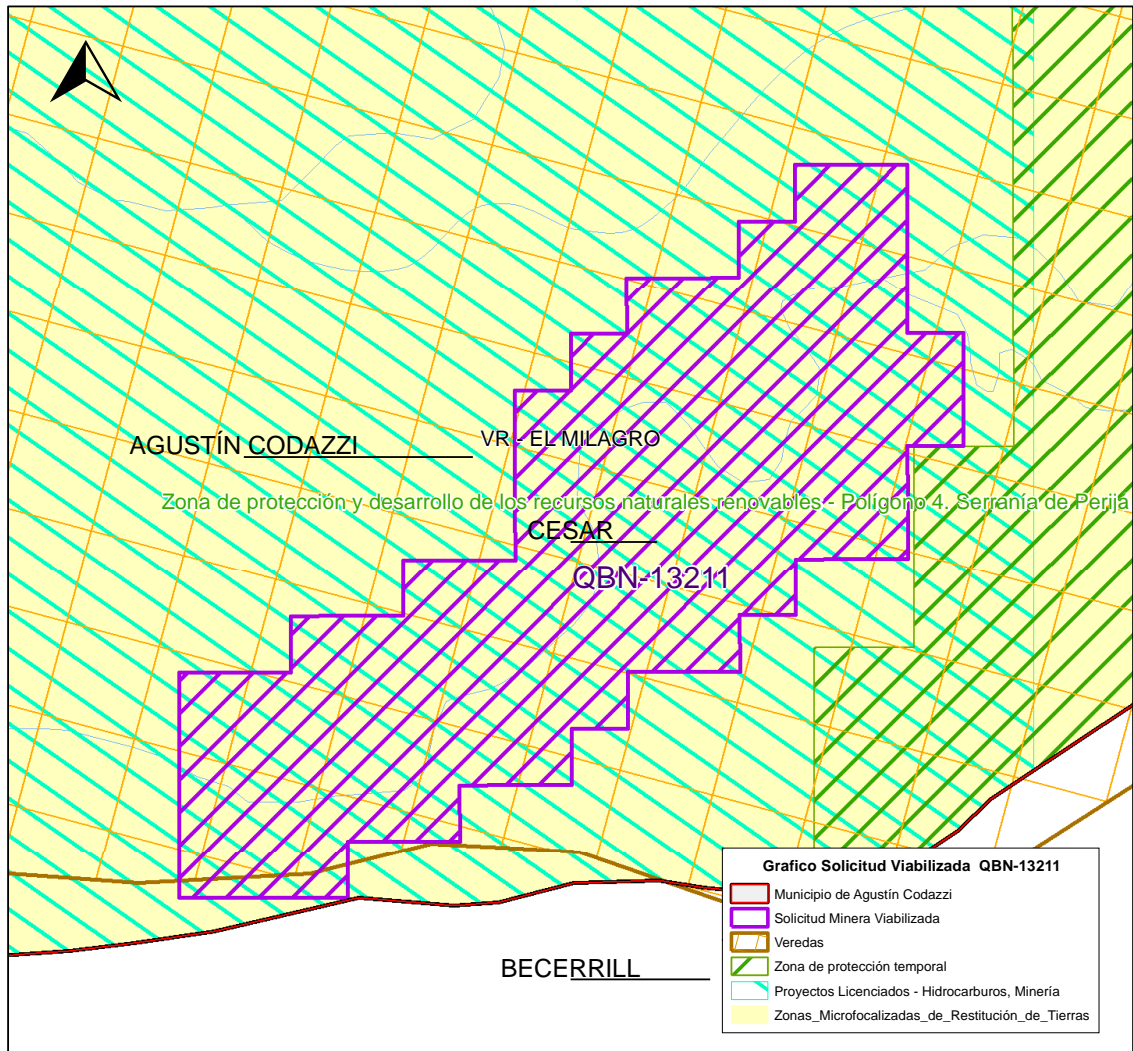 AGUSTÍN CODAZZI
VR - EL MILAGRO
Zona de protección y desarrollo de los recursos naturales renovables - Polígono 4. Serranía de Perija
CESAR
QBN-13211
BECERRILL
Grafico Solicitud Viabilizada QBN-13211
Municipio de Agustín Codazzi
Solicitud Minera Viabilizada
Veredas
Zona de protección temporal
Proyectos Licenciados - Hidrocarburos, Minería
Zonas_Microfocalizadas_de_Restitución_de_Tierras